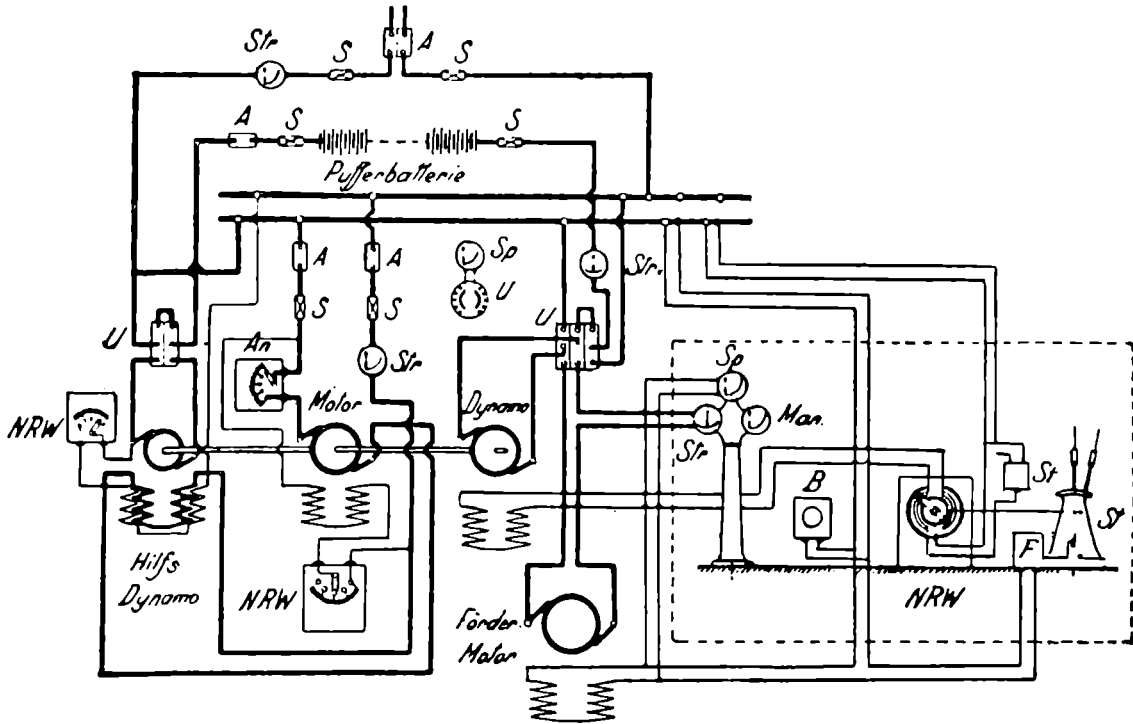 Str
S
A
S
A
S
S
Pufferbatterie
A
A
Sp
Str.
S
S
U
U
U
An
Str
Sp
NRW
Motor
Dynamo
Man.
Str
B
St
St
F
Hilfs
Dynamo
NRW
NRW
Förder.
Motor